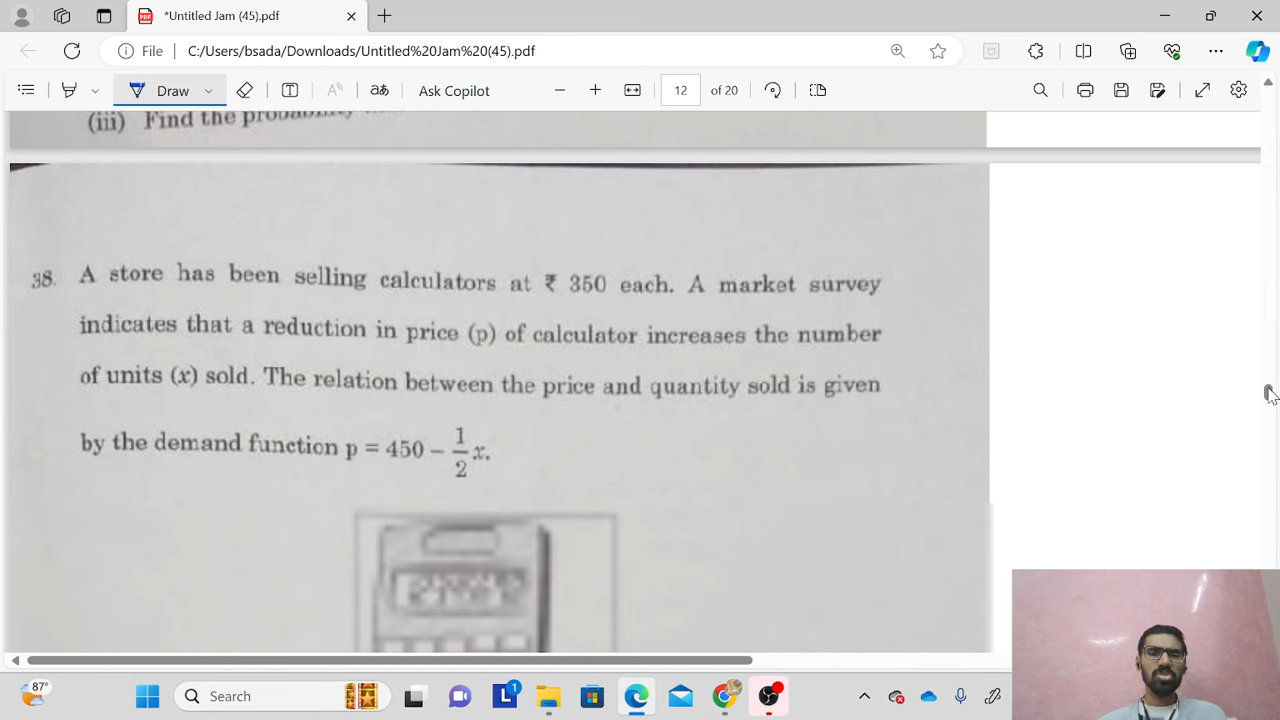 *Untitled Jam (45).pdf
File
C:/Users/bsada/Downloads/Untitled%20Jam%20(45).pdf
Draw
Ask Copilot
12 of 20
(iii) Find the probability
38. A store has been selling calculators at ₹ 350 each. A market survey
indicates that a reduction in price (p) of calculator increases the number
of units (x) sold. The relation between the price and quantity sold is given
by the demand function p = 450 – 1/2 x.
87°
Search